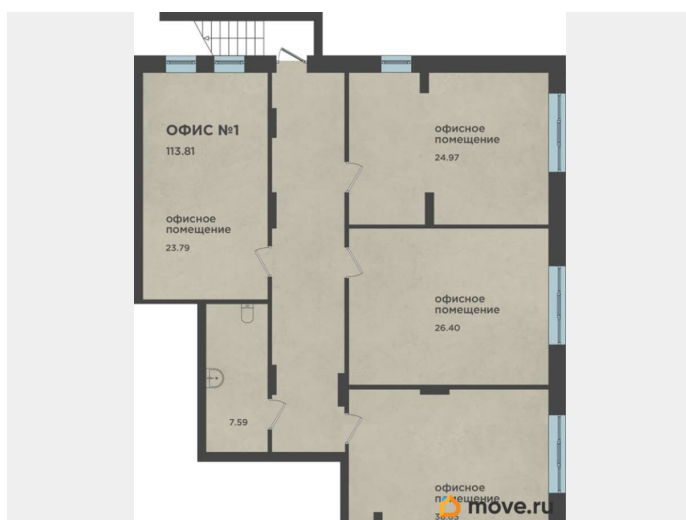 ОФИС №1
113.81
офисное
помещение
23.79
офисное
помещение
24.97
офисное
помещение
26.40
7.59
офисное
помещение
move.ru